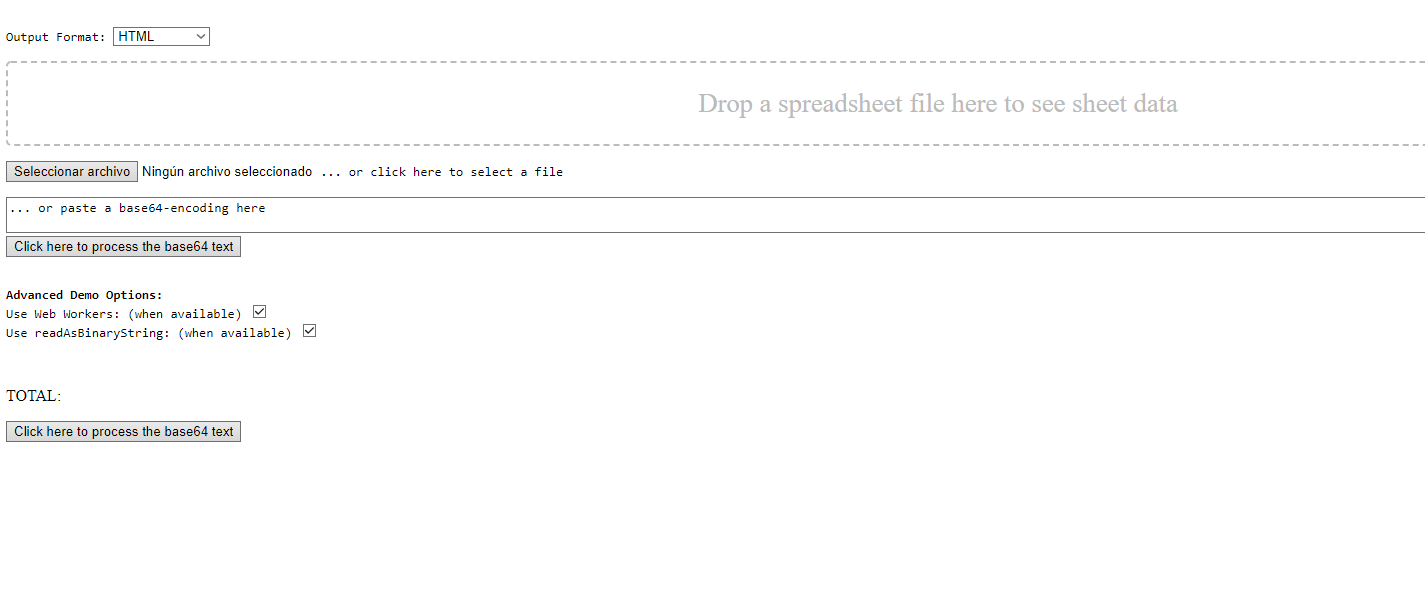 Output Format: HTML
Drop a spreadsheet file here to see sheet data
Seleccionar archivo Ningún archivo seleccionado ... or click here to select a file
... or paste a base64-encoding here
Click here to process the base64 text
Advanced Demo Options:
Use Web Workers: (when available)
Use readAsBinaryString: (when available)
TOTAL:
Click here to process the base64 text